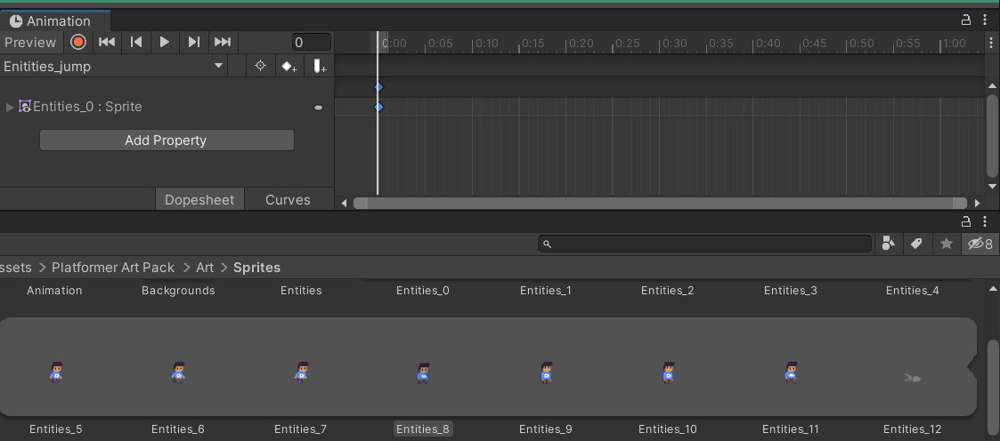 Animation
Preview 0 0:00 0:05 0:10 0:15 0:20 0:25 0:30 0:35 0:40 0:45 0:50 0:55 1:00
Enitities_jump
Entities_0 : Sprite
Add Property
Dopesheet Curves
8
ssets > Platformer Art Pack > Art > Sprites
Animation Backgrounds Entities Entities_0 Entities_1 Entities_2 Entities_3 Entities_4
Entities_5 Entities_6 Entities_7 Entities_8 Entities_9 Entities_10 Entities_11 Entities_12